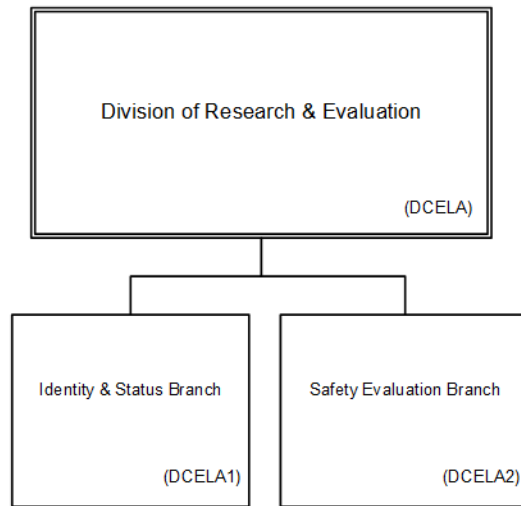 Division of Research & Evaluation
(DCELA)
Identity & Status Branch
(DCELA1)
Safety Evaluation Branch
(DCELA2)